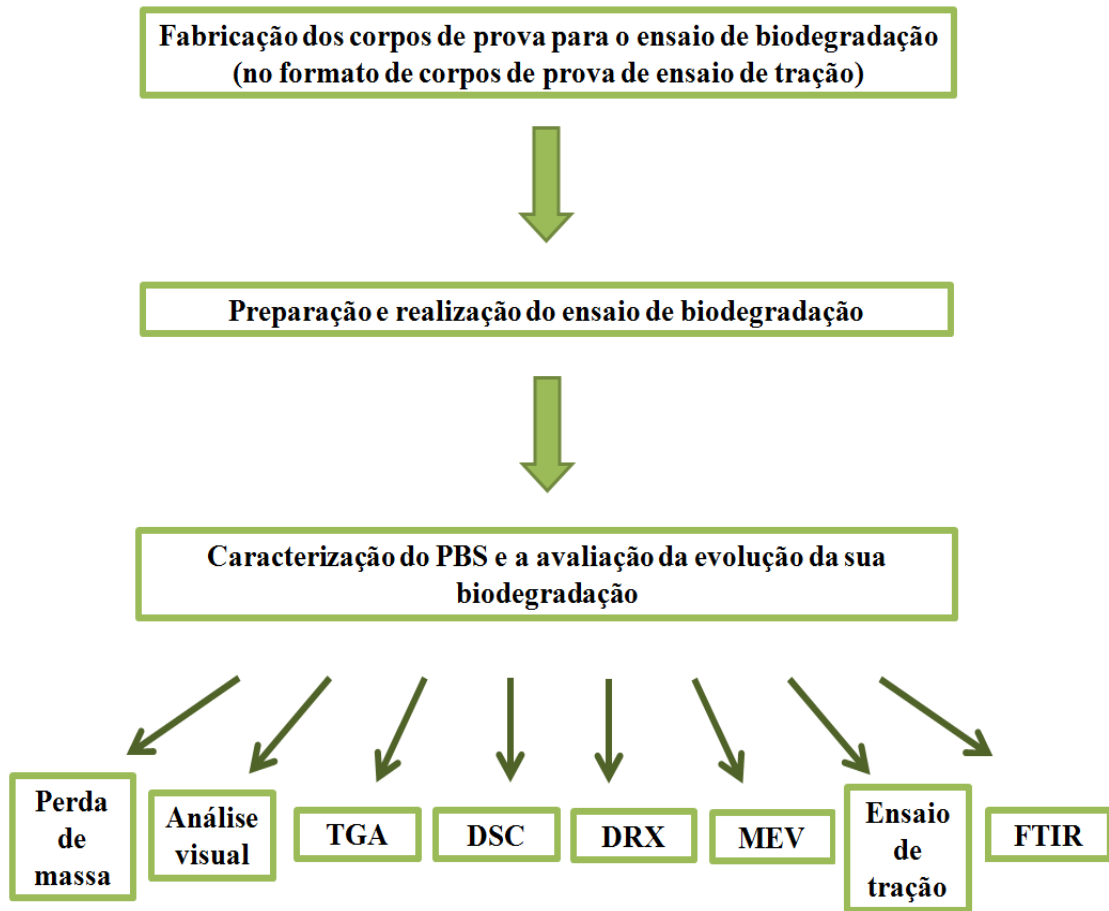 Fabricação dos corpos de prova para o ensaio de biodegradação
(no formato de corpos de prova de ensaio de tração)
Preparação e realização do ensaio de biodegradação
Caracterização do PBS e a avaliação da evolução da sua
biodegradação
Perda
de
massa
Análise
visual
TGA
DSC
DRX
MEV
Ensaio
de
tração
FTIR